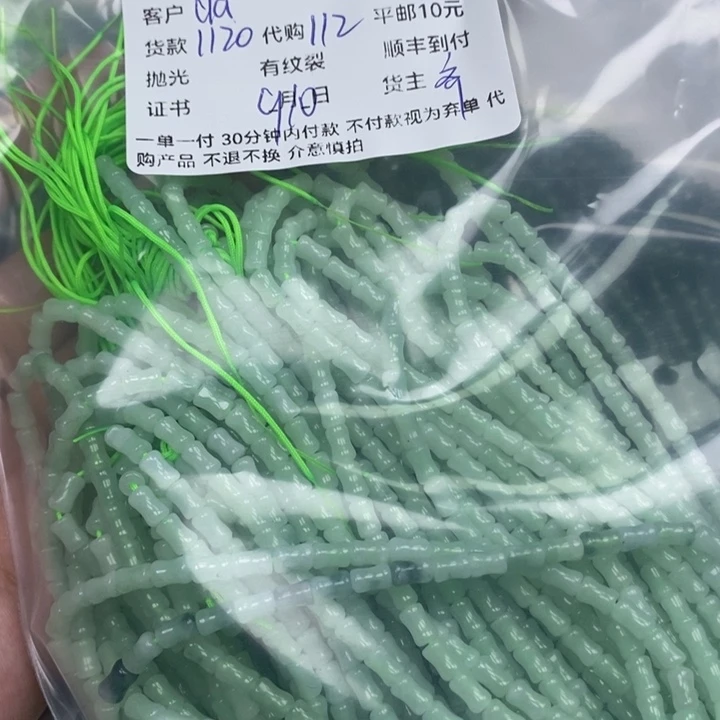 客户 ya
货款 1120 代购 112 平邮10元
抛光 有纹裂 顺丰到付
证书 4月10日 货主
一单一付 30分钟内付款 不付款视为弃单 代
购产品 不退不换 介意慎拍